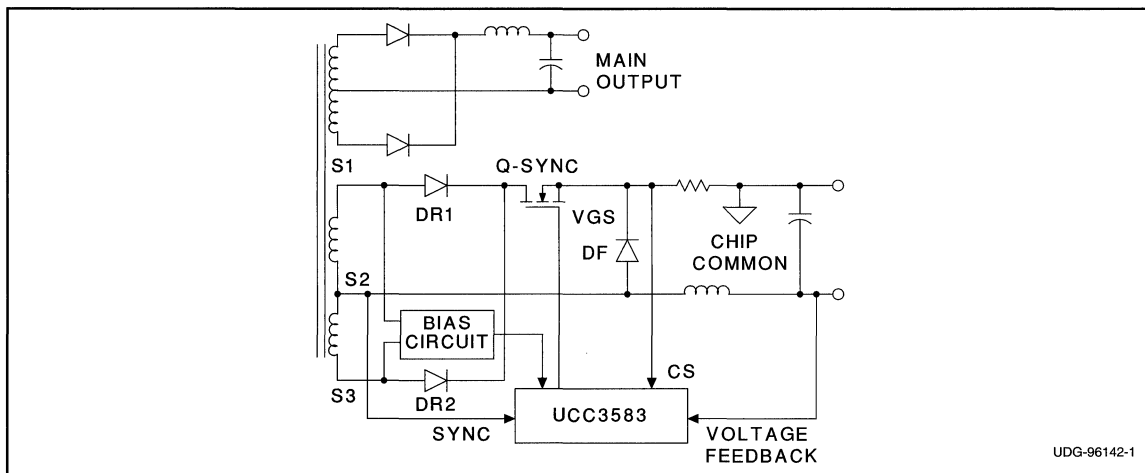 MAIN
OUTPUT
S1
Q-SYNC
DR1
VGS
DF
CHIP
COMMON
S2
BIAS
CIRCUIT
S3
DR2
CS
UCC3583
SYNC
VOLTAGE
FEEDBACK
UDG-96142-1